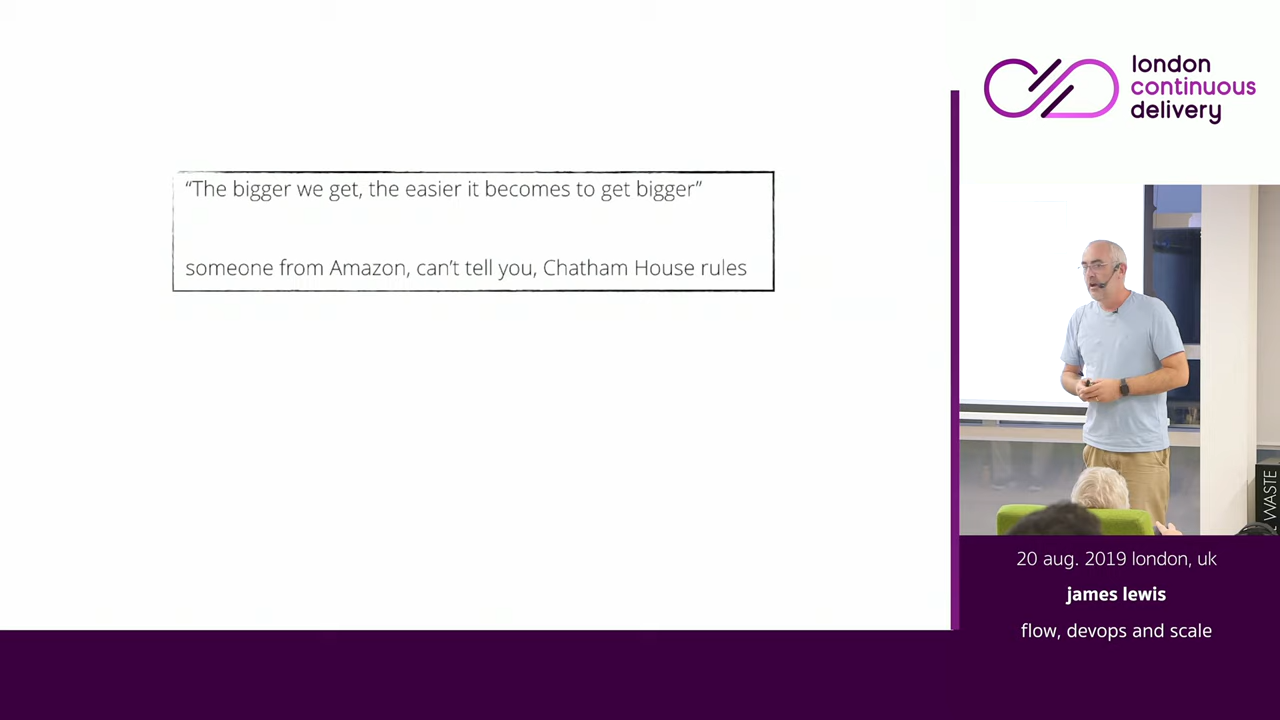 “The bigger we get, the easier it becomes to get bigger”
someone from Amazon, can’t tell you, Chatham House rules
london
continuous
delivery
WASTE
20 aug. 2019 london, uk
james lewis
flow, devops and scale